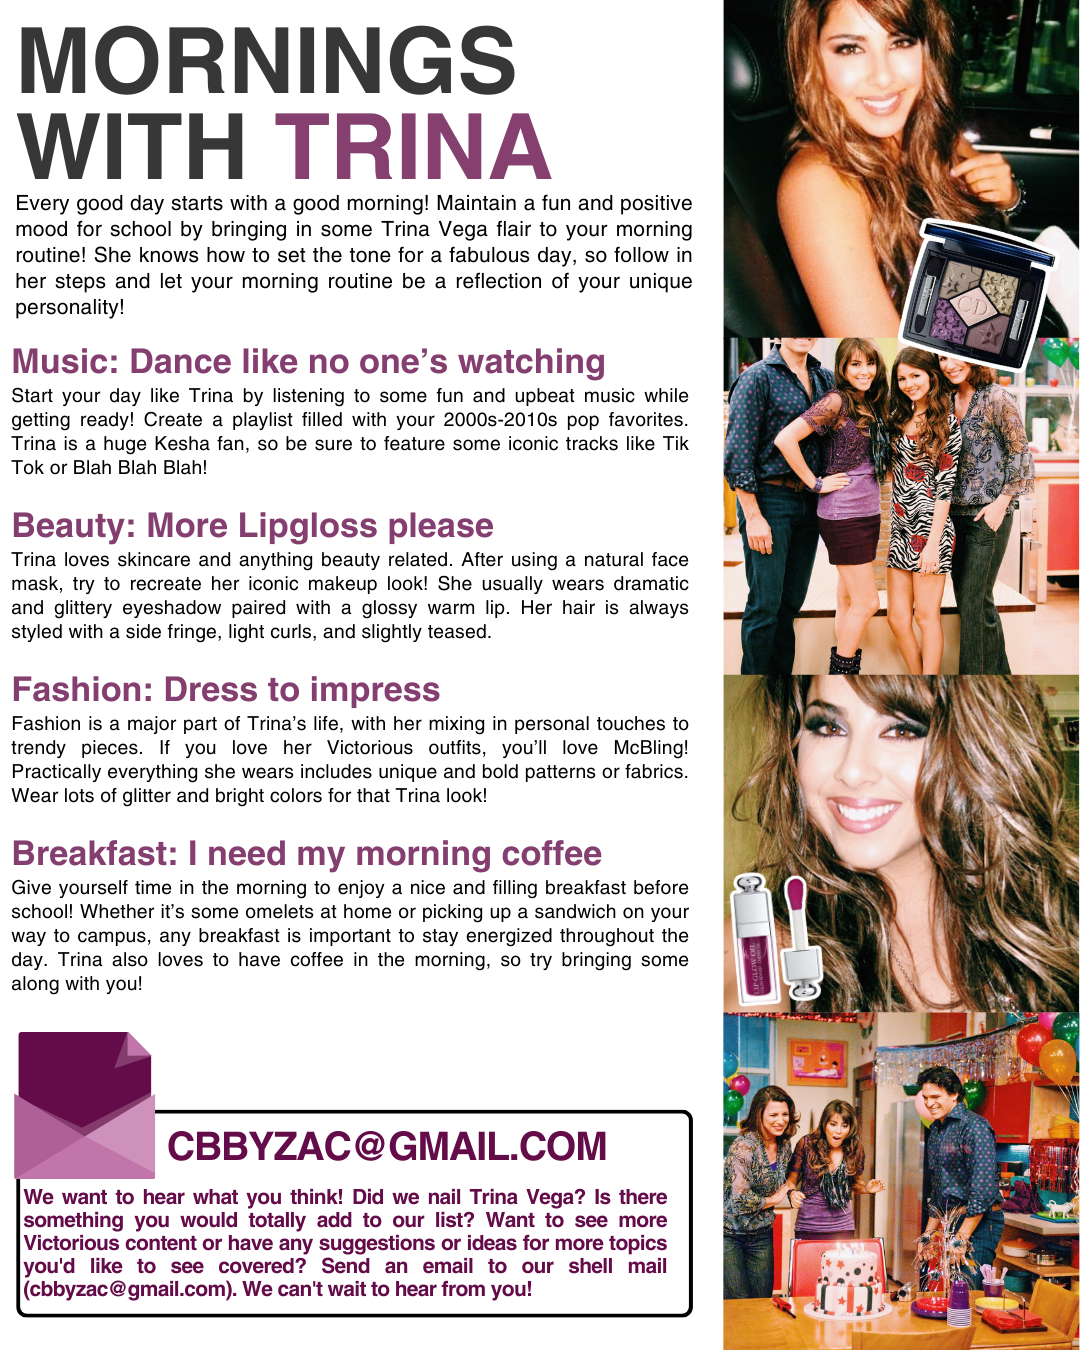 MORNINGS
WITH TRINA
Every good day starts with a good morning! Maintain a fun and positive
mood for school by bringing in some Trina Vega flair to your morning
routine! She knows how to set the tone for a fabulous day, so follow in
her steps and let your morning routine be a reflection of your unique
personality!
Music: Dance like no one’s watching
Start your day like Trina by listening to some fun and upbeat music while
getting ready! Create a playlist filled with your 2000s-2010s pop favorites.
Trina is a huge Kesha fan, so be sure to feature some iconic tracks like Tik
Tok or Blah Blah Blah!
Beauty: More Lipgloss please
Trina loves skincare and anything beauty related. After using a natural face
mask, try to recreate her iconic makeup look! She usually wears dramatic
and glittery eyeshadow paired with a glossy warm lip. Her hair is always
styled with a side fringe, light curls, and slightly teased.
Fashion: Dress to impress
Fashion is a major part of Trina’s life, with her mixing in personal touches to
trendy pieces. If you love her Victorious outfits, you’ll love McBling!
Practically everything she wears includes unique and bold patterns or fabrics.
Wear lots of glitter and bright colors for that Trina look!
Breakfast: I need my morning coffee
Give yourself time in the morning to enjoy a nice and filling breakfast before
school! Whether it’s some omelets at home or picking up a sandwich on your
way to campus, any breakfast is important to stay energized throughout the
day. Trina also loves to have coffee in the morning, so try bringing some
along with you!
CBBYZAC@GMAIL.COM
We want to hear what you think! Did we nail Trina Vega? Is there
something you would totally add to our list? Want to see more
Victorious content or have any suggestions or ideas for more topics
you'd like to see covered? Send an email to our shell mail
(cbbyzac@gmail.com). We can't wait to hear from you!
CD
LIP GLOW OIL